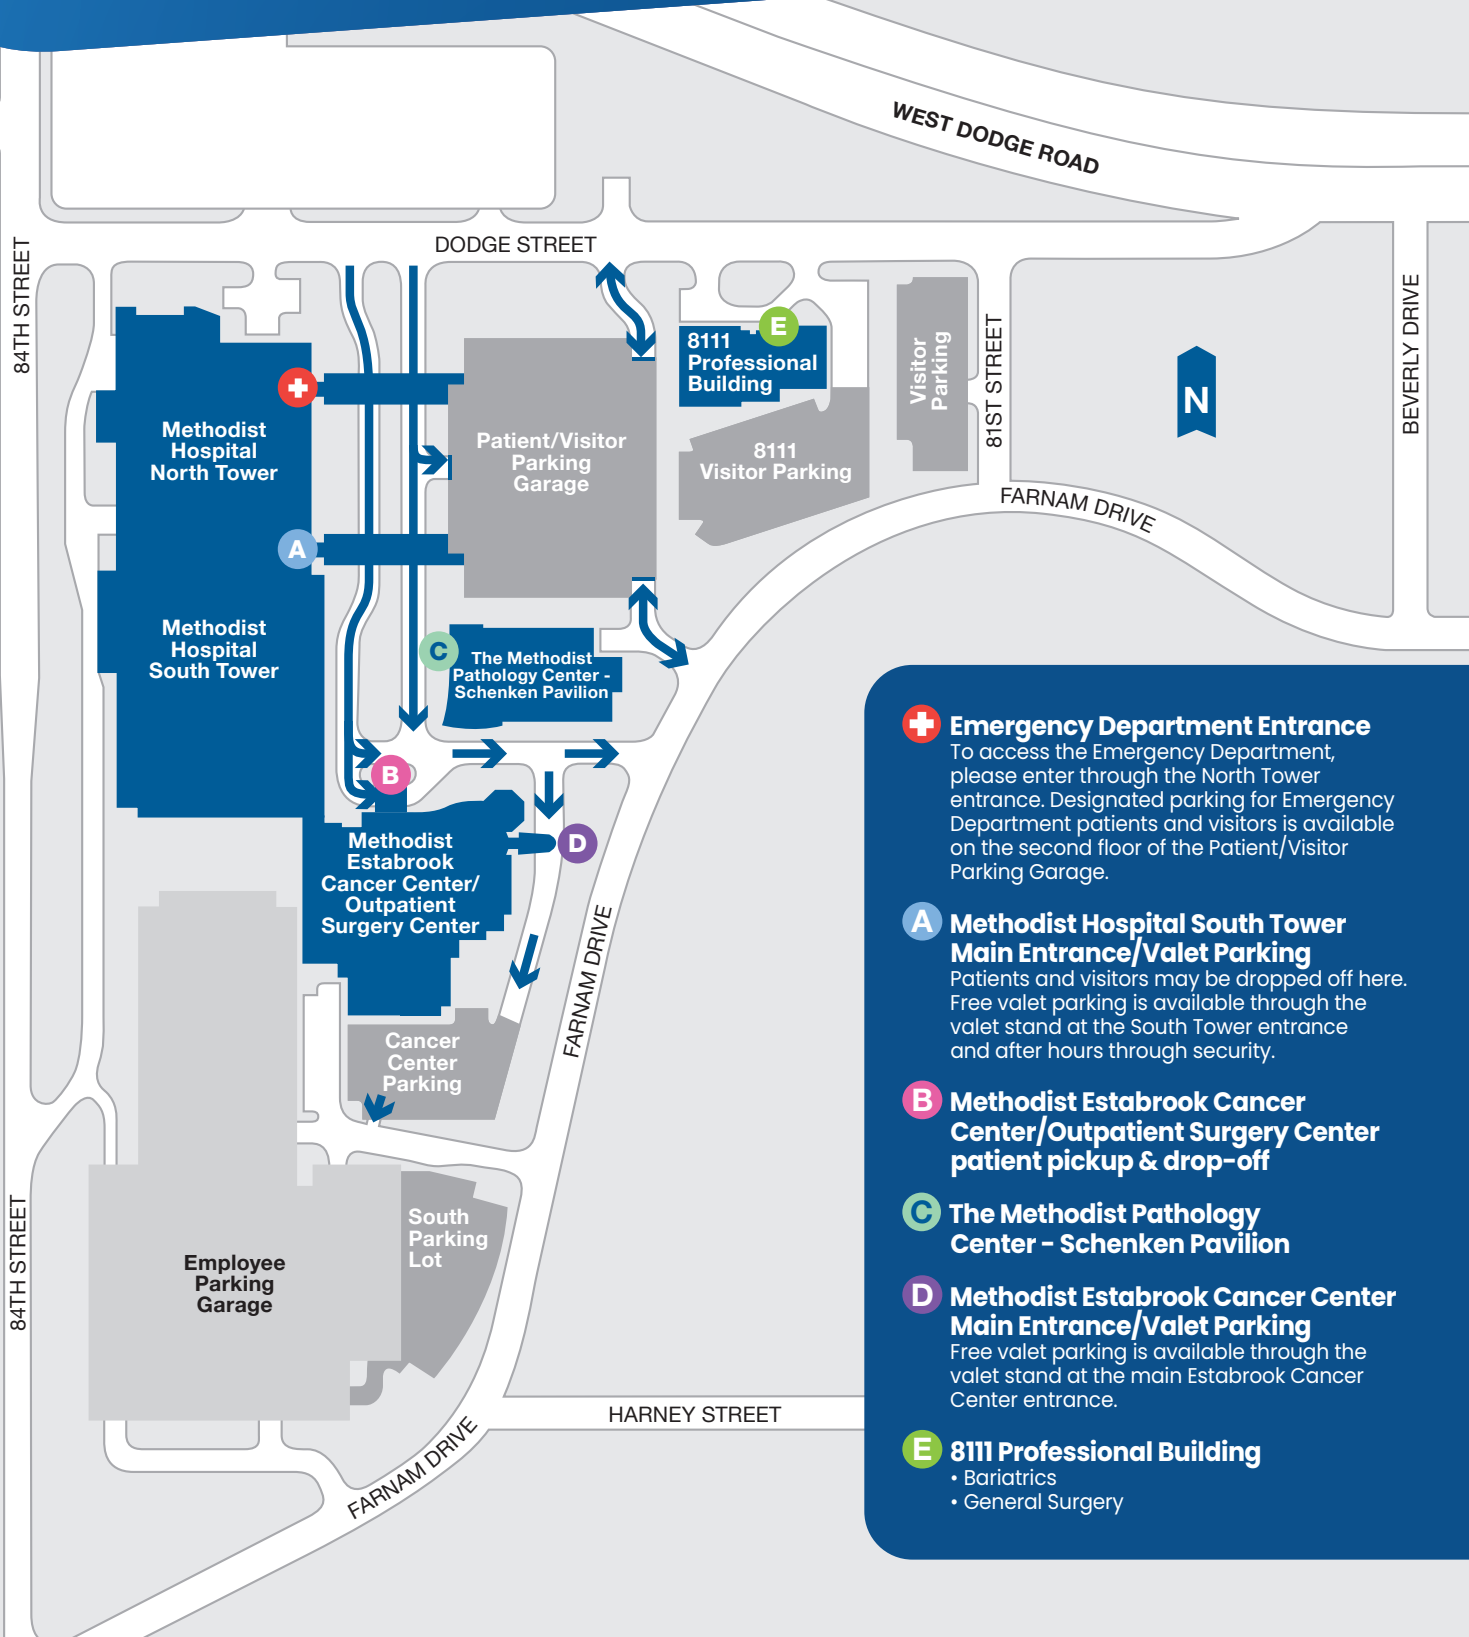 WEST DODGE ROAD
DODGE STREET
84TH STREET
81ST STREET
BEVERLY DRIVE
FARNAM DRIVE
N
E
8111
Professional
Building
Visitor
Parking
Methodist
Hospital
North Tower
Patient/Visitor
Parking
Garage
8111
Visitor Parking
A
Methodist
Hospital
South Tower
C
The Methodist
Pathology Center -
Schenken Pavilion
B
D
Methodist
Estabrook
Cancer Center/
Outpatient
Surgery Center
FARNAM DRIVE
Cancer
Center
Parking
South
Parking
Lot
Employee
Parking
Garage
84TH STREET
HARNEY STREET
FARNAM DRIVE
Emergency Department Entrance
To access the Emergency Department,
please enter through the North Tower
entrance. Designated parking for Emergency
Department patients and visitors is available
on the second floor of the Patient/Visitor
Parking Garage.
A Methodist Hospital South Tower
Main Entrance/Valet Parking
Patients and visitors may be dropped off here.
Free valet parking is available through the
valet stand at the South Tower entrance
and after hours through security.
B Methodist Estabrook Cancer
Center/Outpatient Surgery Center
patient pickup & drop-off
C The Methodist Pathology
Center - Schenken Pavilion
D Methodist Estabrook Cancer Center
Main Entrance/Valet Parking
Free valet parking is available through the
valet stand at the main Estabrook Cancer
Center entrance.
E 8111 Professional Building
• Bariatrics
• General Surgery